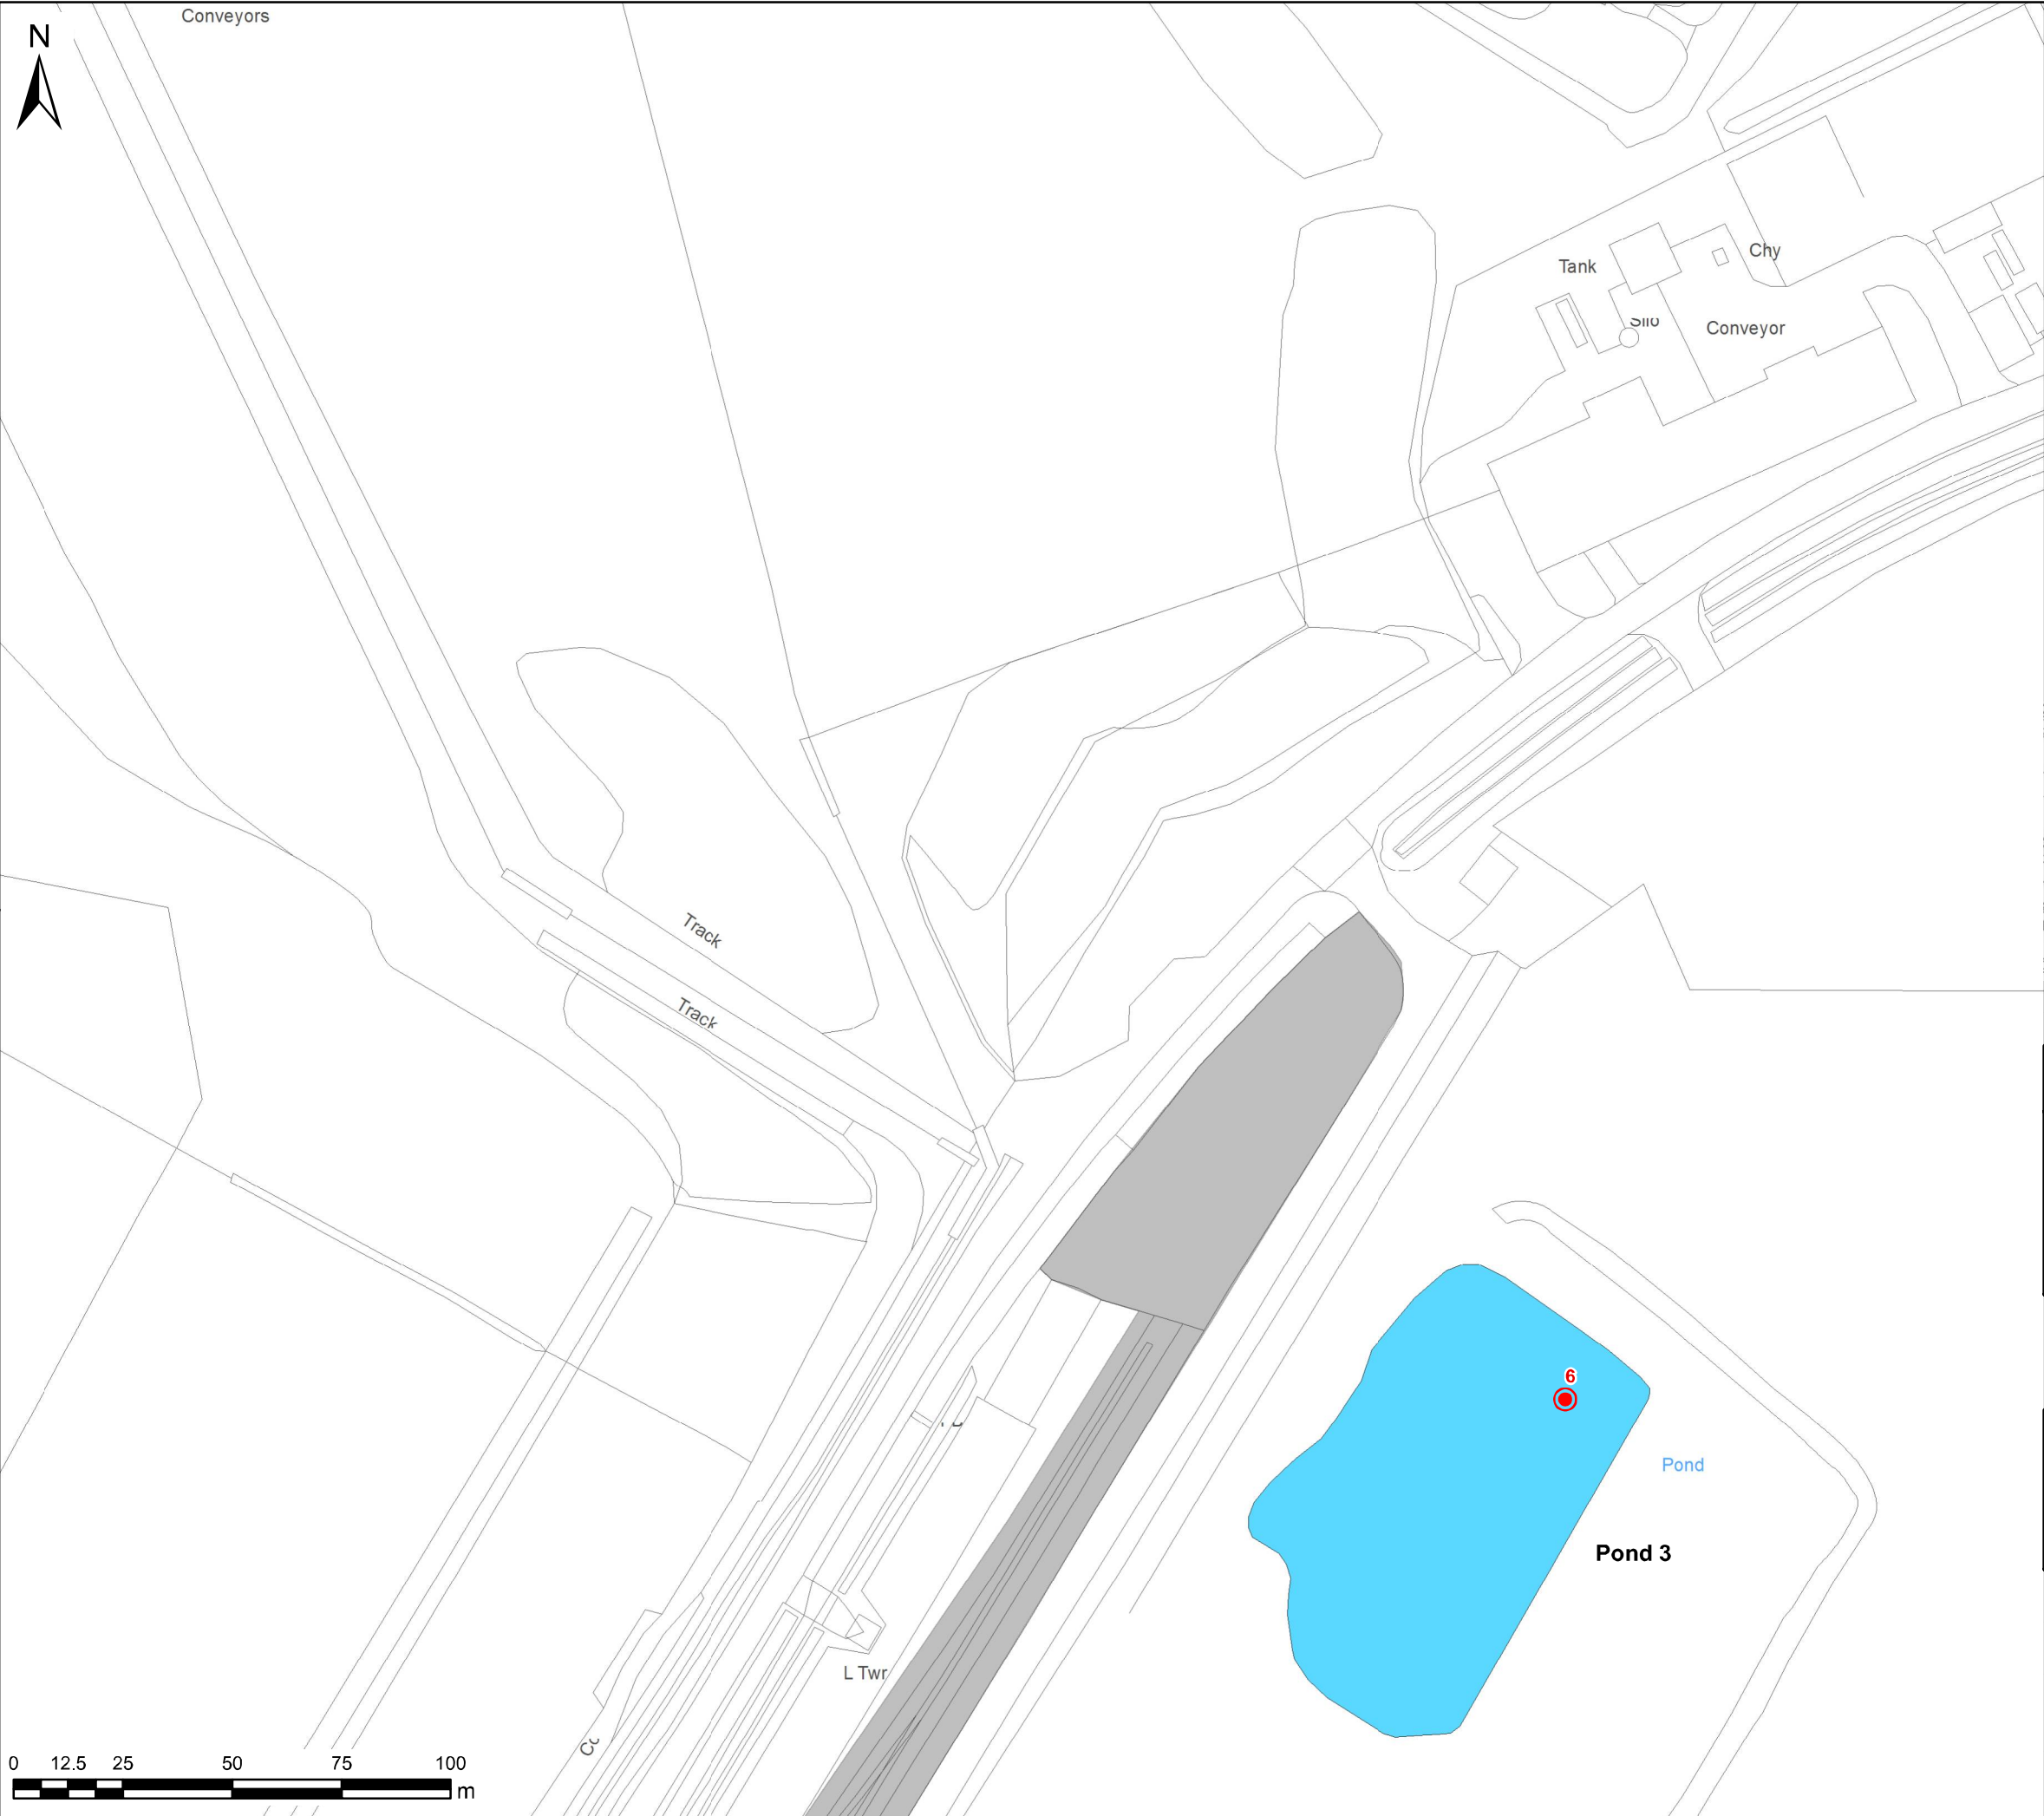 Conveyors
N
Chy
Tank
Silo
Conveyor
Track
Track
6
Pond
Pond 3
L Twr
0 12.5 25 50 75 100
m